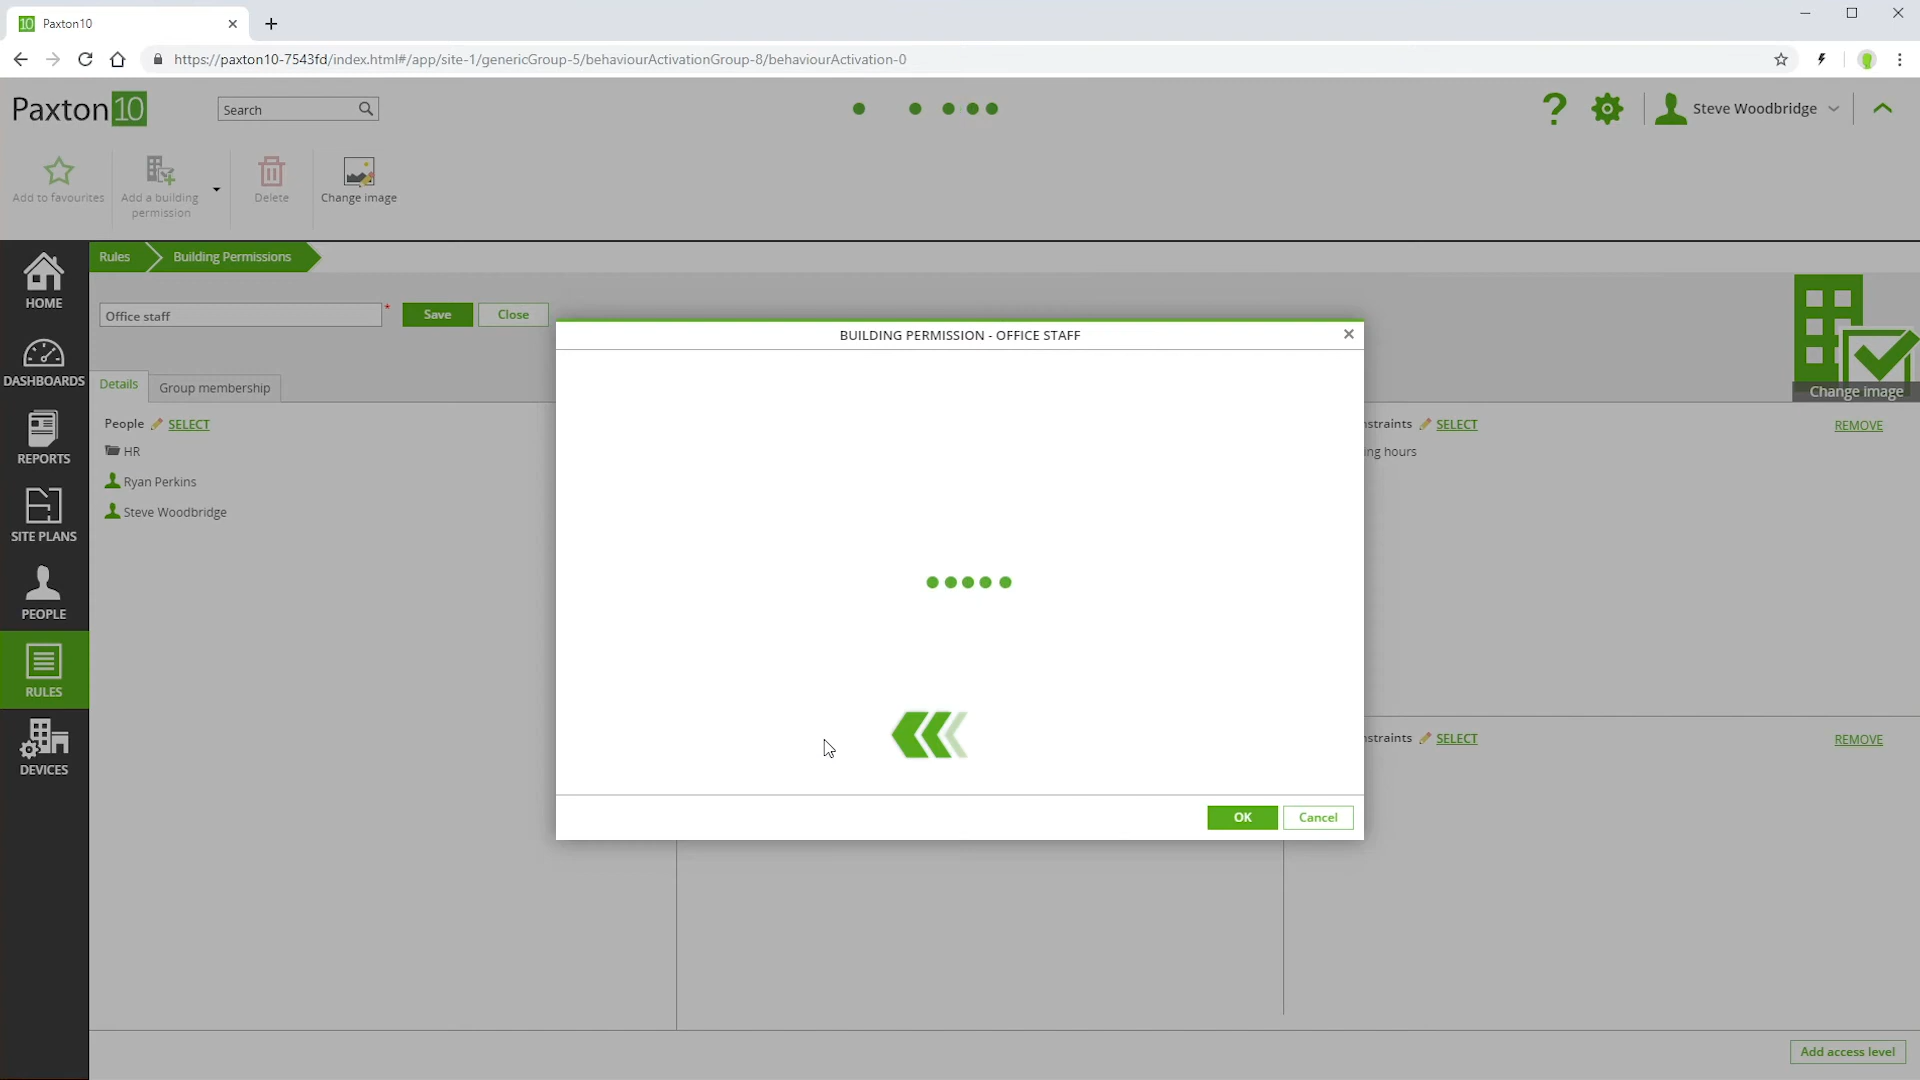 Paxton10
https://paxton10-7543fd/index.html#/app/site-1/genericGroup-5/behaviourActivationGroup-8/behaviourActivation-0
Paxton10
Search
? Steve Woodbridge
Add to favourites
Add a building
permission
Delete
Change image
Rules
Building Permissions
HOME
DASHBOARDS
REPORTS
SITE PLANS
PEOPLE
RULES
DEVICES
Office staff
*
Save
Close
Change image
Details
Group membership
People SELECT
HR
Ryan Perkins
Steve Woodbridge
BUILDING PERMISSION - OFFICE STAFF
OK
Cancel
straints SELECT
REMOVE
ing hours
straints SELECT
REMOVE
Add access level